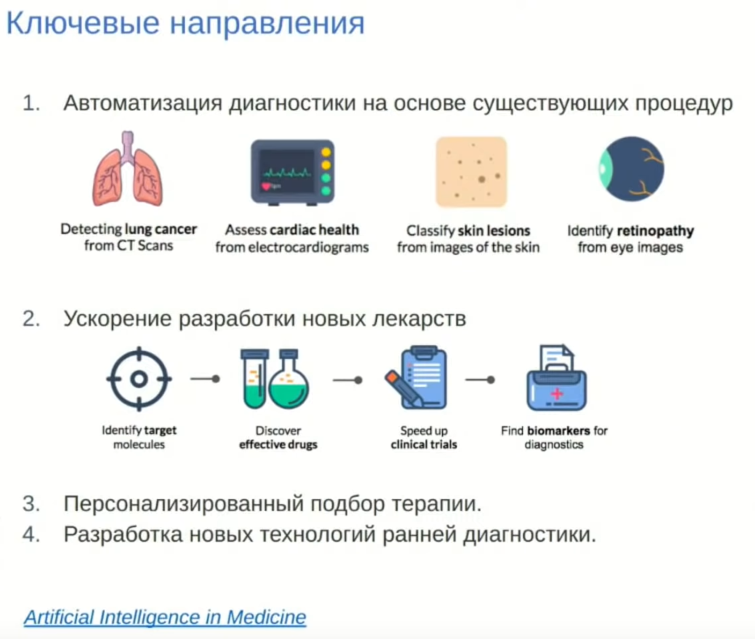 Ключевые направления
1. Автоматизация диагностики на основе существующих процедур
Detecting lung cancer
from CT Scans
Assess cardiac health
from electrocardiograms
Classify skin lesions
from images of the skin
Identify retinopathy
from eye images
2. Ускорение разработки новых лекарств
Identify target
molecules
Discover
effective drugs
Speed up
clinical trials
Find biomarkers for
diagnostics
3. Персонализированный подбор терапии.
4. Разработка новых технологий ранней диагностики.
Artificial Intelligence in Medicine